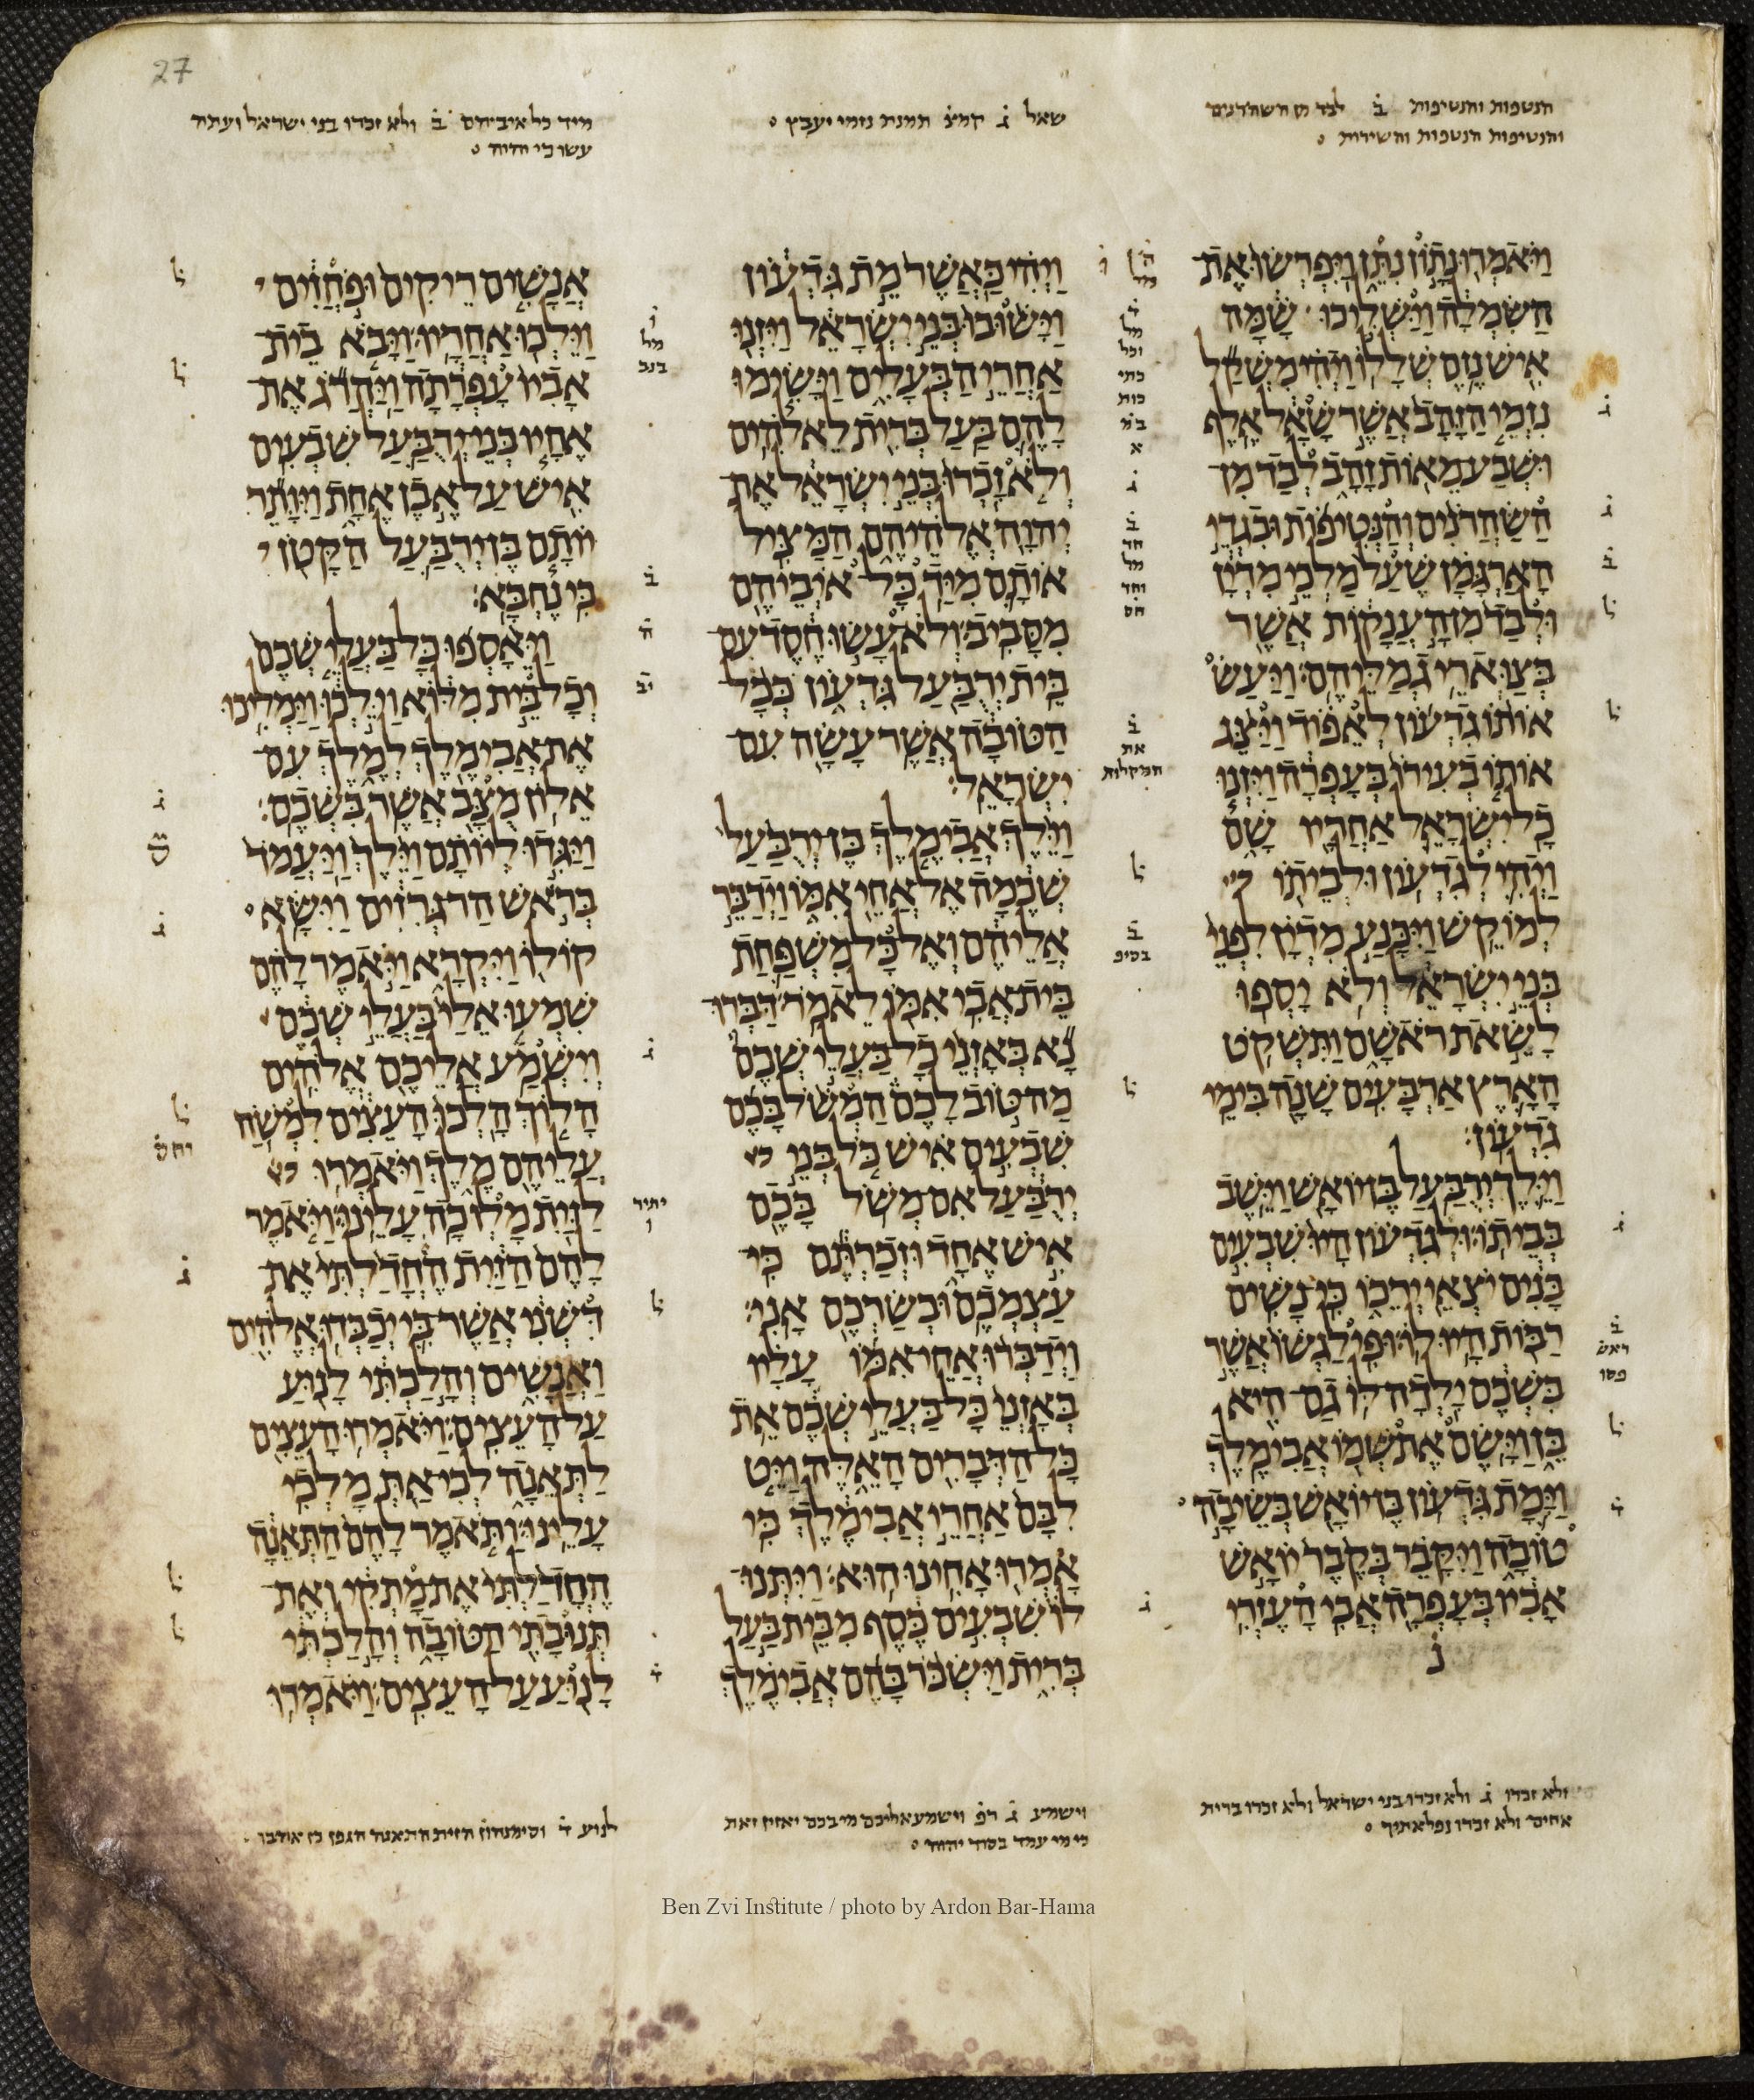 27
הנטפות והנטיפות ב̇ לבד מן השהרנים
והנטיפות הנטפות והשירות
שאל ג̇ קמצ̇ תמנת נזמי יעבץ
מיד כל איביהם ב̇ ולא זכרו בני ישראל ועתיד
עשו כי יהיה
ויאמרו נתון נתן ויפרשו את
השמלה וישליכו שמה
איש נזם שללו ויהי משקל
נזמי הזהב אשר שאל אלף
ושבע מאות זהב לבד מן
השהרנים והנטיפות ובגדי
הארגמן שעל מלכי מדין
ולבד מן הענקות אשר
בצוארי גמליהם ויעש
אותו גדעון לאפוד ויצג
אותו בעירו בעפרה ויזנו
כל ישראל אחריו שם
ויהי לגדעון ולביתו
למוקש ויכנע מדין לפני
בני ישראל ולא יספו
לשאת ראשם ותשקט
הארץ ארבעים שנה בימי
גדעון
וילך ירבעל בן יואש וישב
בביתו ולגדעון היו שבעים
בנים יצאי ירכו כי נשים
רבות היו לו ופילגשו אשר
בשכם ילדה לו גם היא
בן וישם את שמו אבימלך
וימת גדעון בן יואש בשיבה
טובה ויקבר בקבר יואש
אביו בעפרה אבי העזרי
ויהי כאשר מת גדעון
וישובו בני ישראל ויזנו
אחרי הבעלים וישימו
להם בעל ברית לאלהים
ולא זכרו בני ישראל את
יהוה אלהיהם המציל
אותם מיד כל אויביהם
מסביב ולא עשו חסד עם
בית ירבעל גדעון ככל
הטובה אשר עשה עם
ישראל
וילך אבימלך בן ירבעל
שכמה אל אחי אמו וידבר
אליהם ואל כל משפחת
בית אבי אמו לאמר דברו
נא באזני כל בעלי שכם
מה טוב לכם המשל בכם
שבעים איש כל בני
ירבעל אם משל בכם
איש אחד וזכרתם כי
עצמכם ובשרכם אני
וידברו אחי אמו עליו
באזני כל בעלי שכם את
כל הדברים האלה ויט
לבם אחרי אבימלך כי
אמרו אחינו הוא ויתנו
לו שבעים כסף מבית בעל
ברית וישכר בהם אבימלך
אנשים ריקים ופחזים
וילכו אחריו ויבא בית
אביו עפרתה ויהרג את
אחיו בני ירבעל שבעים
איש על אבן אחת ויותר
יותם בן ירבעל הקטן
כי נחבא
ויאספו כל בעלי שכם
וכל בית מלוא וילכו וימליכו
את אבימלך למלך עם
אלון מצב אשר בשכם
ויגדו ליותם וילך ויעמד
בראש הר גרזים וישא
קולו ויקרא ויאמר להם
שמעו אלי בעלי שכם
וישמע אליכם אלהים
הלוך הלכו העצים למשח
עליהם מלך ויאמרו
לזית מלוכה עלינו ויאמר
להם הזית החדלתי את
דשני אשר בי יכבדו אלהים
ואנשים והלכתי לנוע
על העצים ויאמרו העצים
לתאנה לכי את מלכי
עלינו ותאמר להם התאנה
החדלתי את מתקי ואת
תנובתי הטובה והלכתי
לנוע על העצים ויאמרו
ולא זכרו ג̇ ולא זכרו בני ישראל ולא זכרו ברית
אחים ולא זכרו נפלאתיך
וישמע ג̇ רפ̇ וישמע אליכם מי בכם יאזין זאת
כי מי עמד בסוד יהוה
לנוע ד̇ וסימנהון הזית התאנה הגפן כן אהבו
Ben Zvi Institute / photo by Ardon Bar-Hama